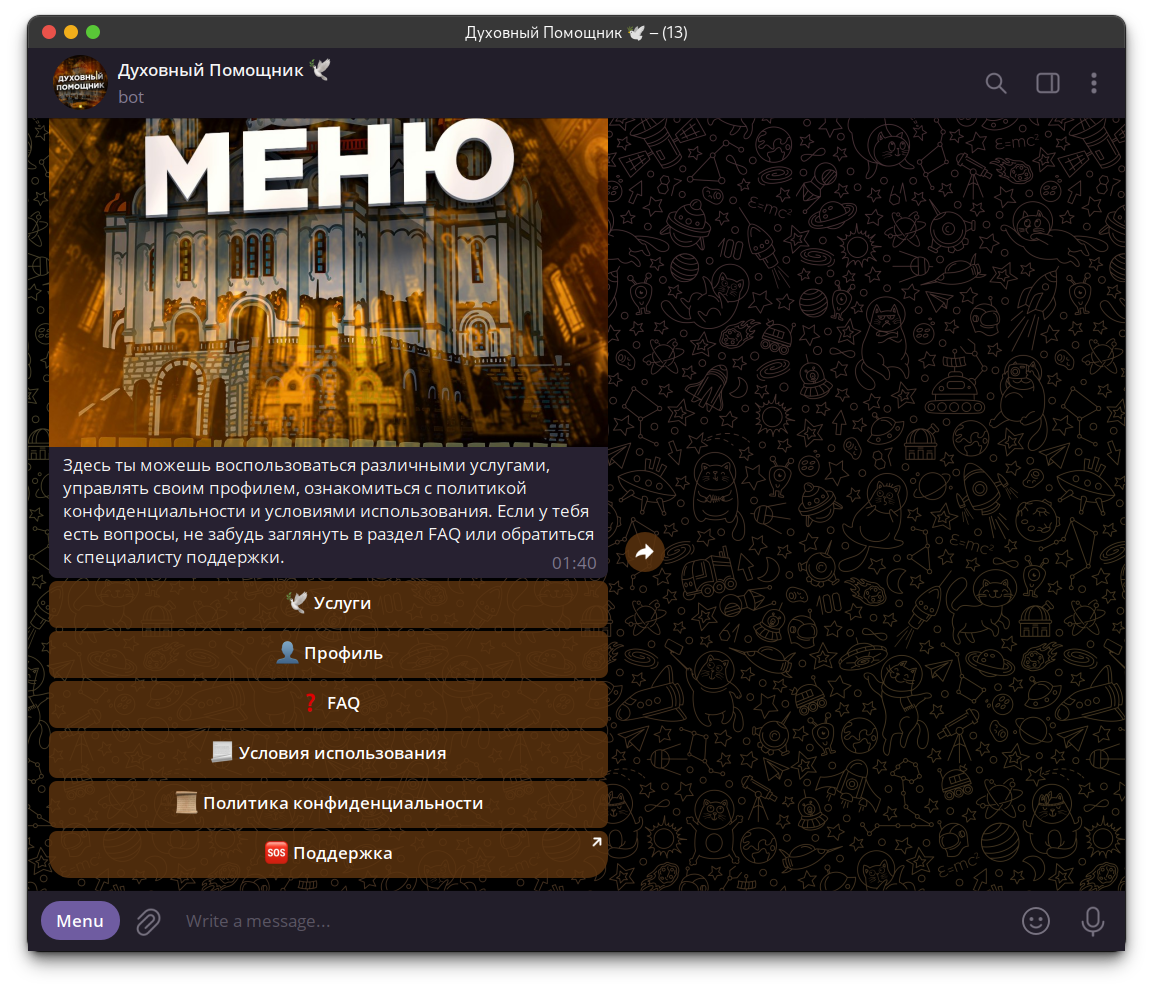 Духовный Помощник 🕊 – (13)
ДУХОВНЫЙ
ПОМОЩНИК
Духовный Помощник 🕊
bot
МЕНЮ
Здесь ты можешь воспользоваться различными услугами,
управлять своим профилем, ознакомиться с политикой
конфиденциальности и условиями использования. Если у тебя
есть вопросы, не забудь заглянуть в раздел FAQ или обратиться
к специалисту поддержки.
01:40
🕊 Услуги
👤 Профиль
❓ FAQ
📃 Условия использования
📜 Политика конфиденциальности
🆘 Поддержка
Menu
Write a message...